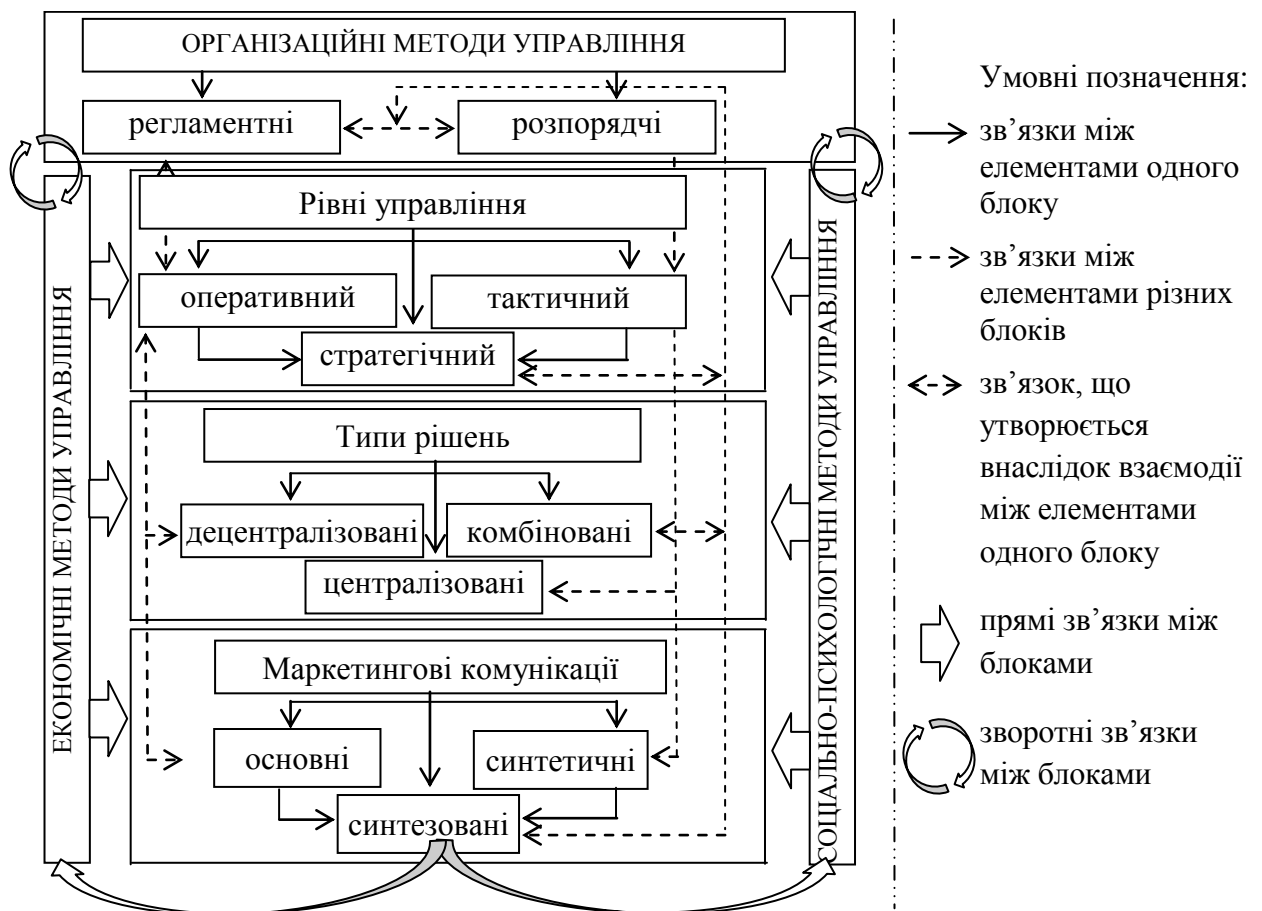 ОРГАНІЗАЦІЙНІ МЕТОДИ УПРАВЛІННЯ
регламентні
розпорядчі
Рівні управління
оперативний
тактичний
стратегічний
Типи рішень
децентралізовані
комбіновані
централізовані
Маркетингові комунікації
основні
синтетичні
синтезовані
ЕКОНОМІЧНІ МЕТОДИ УПРАВЛІННЯ
СОЦІАЛЬНО-ПСИХОЛОГІЧНІ МЕТОДИ УПРАВЛІННЯ
Умовні позначення:
зв’язки між
елементами одного
блоку
зв’язки між
елементами різних
блоків
зв’язок, що
утворюється
внаслідок взаємодії
між елементами
одного блоку
прямі зв’язки між
блоками
зворотні зв’язки
між блоками